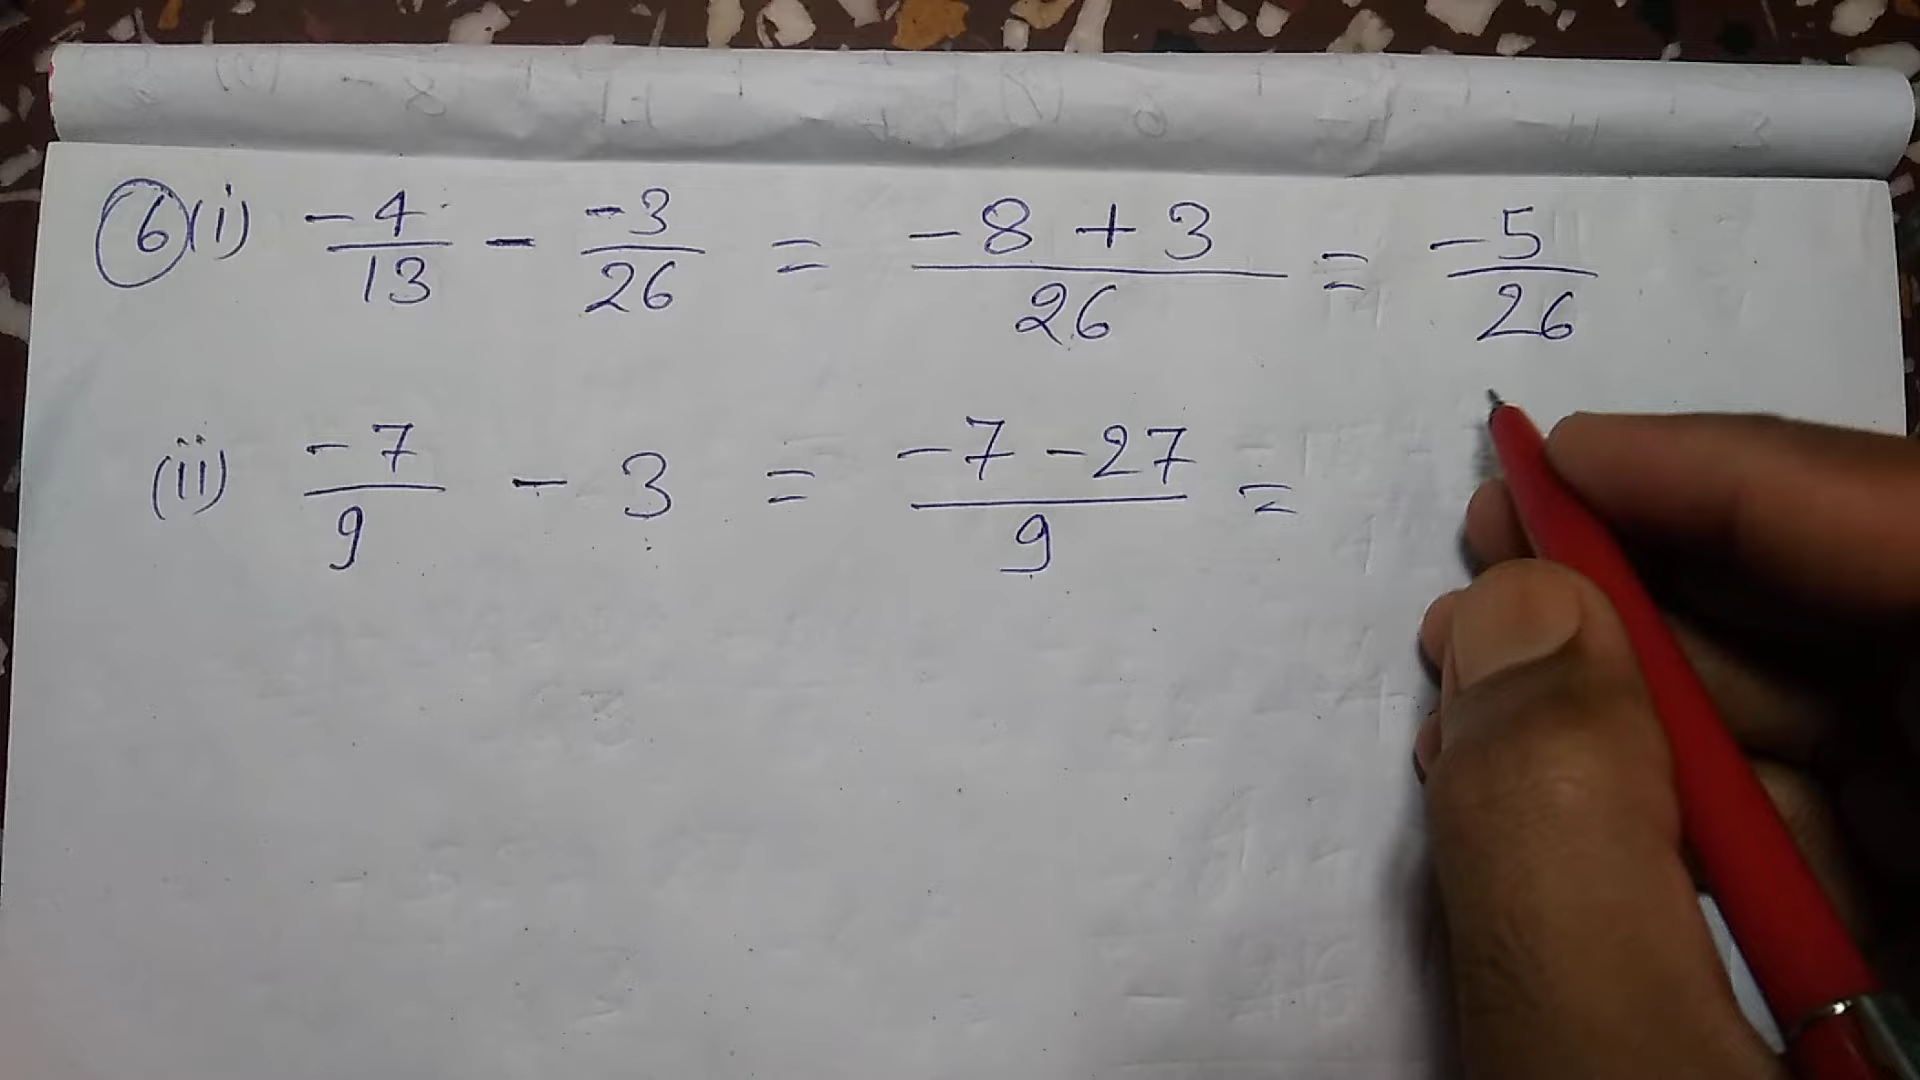 6 (i) -4/13 - -3/26 = -8 + 3/26 = -5/26
(ii) -7/9 - 3 = -7 - 27/9 =